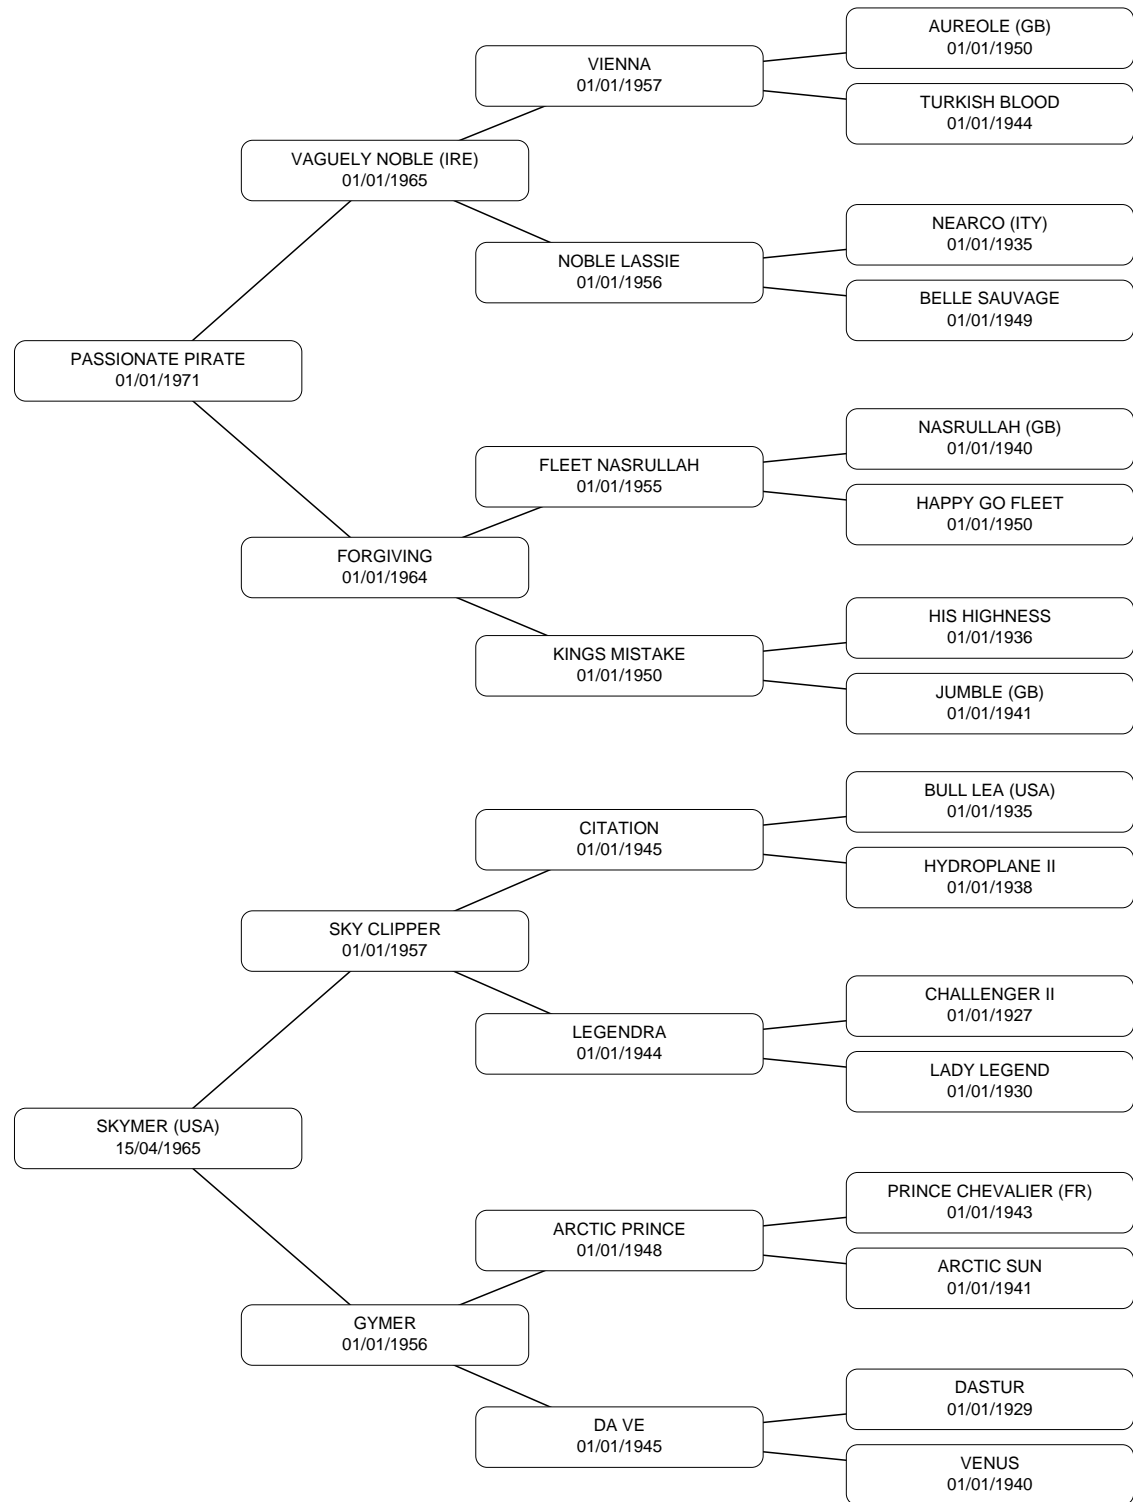 AUREOLE (GB)
01/01/1950
VIENNA
01/01/1957
TURKISH BLOOD
01/01/1944
VAGUELY NOBLE (IRE)
01/01/1965
NEARCO (ITY)
01/01/1935
NOBLE LASSIE
01/01/1956
BELLE SAUVAGE
01/01/1949
PASSIONATE PIRATE
01/01/1971
NASRULLAH (GB)
01/01/1940
FLEET NASRULLAH
01/01/1955
HAPPY GO FLEET
01/01/1950
FORGIVING
01/01/1964
HIS HIGHNESS
01/01/1936
KINGS MISTAKE
01/01/1950
JUMBLE (GB)
01/01/1941
BULL LEA (USA)
01/01/1935
CITATION
01/01/1945
HYDROPLANE II
01/01/1938
SKY CLIPPER
01/01/1957
CHALLENGER II
01/01/1927
LEGENDRA
01/01/1944
LADY LEGEND
01/01/1930
SKYMER (USA)
15/04/1965
PRINCE CHEVALIER (FR)
01/01/1943
ARCTIC PRINCE
01/01/1948
ARCTIC SUN
01/01/1941
GYMER
01/01/1956
DASTUR
01/01/1929
DA VE
01/01/1945
VENUS
01/01/1940